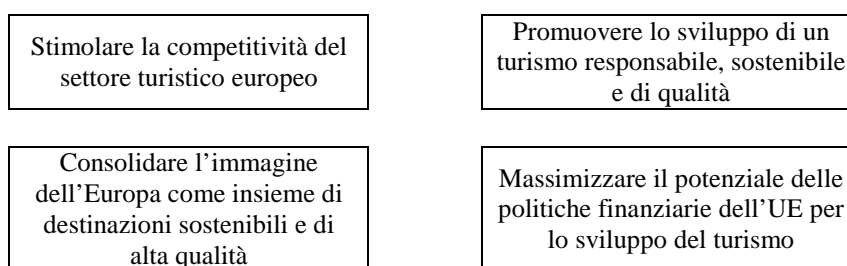 Stimolare la competitività del
settore turistico europeo
Promuovere lo sviluppo di un
turismo responsabile, sostenibile
e di qualità
Consolidare l’immagine
dell’Europa come insieme di
destinazioni sostenibili e di
alta qualità
Massimizzare il potenziale delle
politiche finanziarie dell’UE per
lo sviluppo del turismo